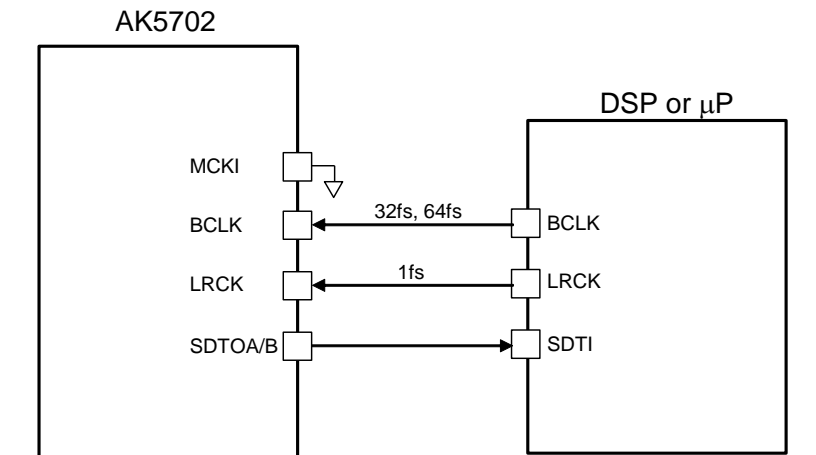 AK5702
DSP or μP
MCKI
BCLK
32fs, 64fs
BCLK
LRCK
1fs
LRCK
SDTOA/B
SDTI